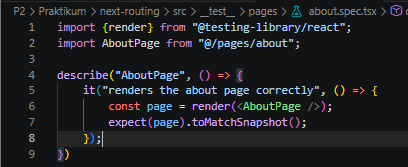 P2 > Praktikum > next-routing > src > __test__ > pages > about.spec.tsx >
1 import {render} from "@testing-library/react";
2 import AboutPage from "@/pages/about";
3
4 describe("AboutPage", () => {
5     it("renders the about page correctly", () => {
6         const page = render(<AboutPage />);
7         expect(page).toMatchSnapshot();
8     });
9 })